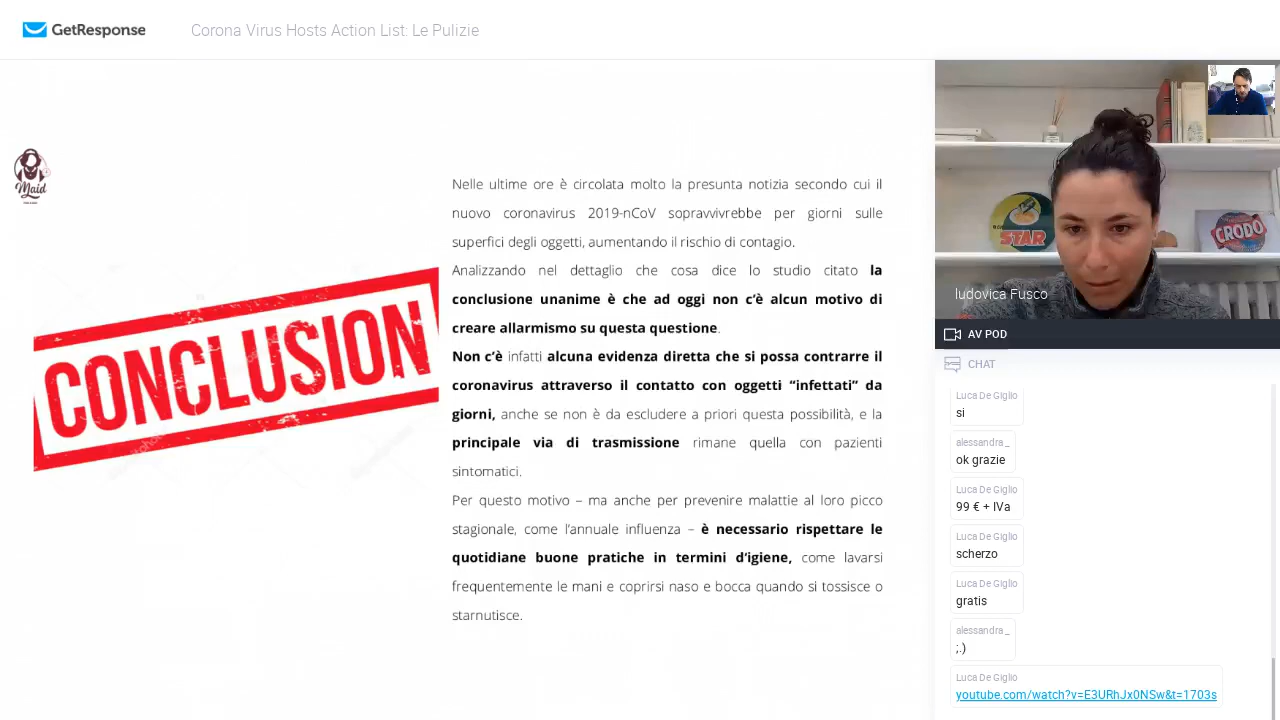 GetResponse
Corona Virus Hosts Action List: Le Pulizie
Maid
CONCLUSION
Nelle ultime ore è circolata molto la presunta notizia secondo cui il
nuovo coronavirus 2019-nCoV sopravvivrebbe per giorni sulle
superfici degli oggetti, aumentando il rischio di contagio.
Analizzando nel dettaglio che cosa dice lo studio citato la
conclusione unanime è che ad oggi non c’è alcun motivo di
creare allarmismo su questa questione.
Non c’è infatti alcuna evidenza diretta che si possa contrarre il
coronavirus attraverso il contatto con oggetti “infettati” da
giorni, anche se non è da escludere a priori questa possibilità, e la
principale via di trasmissione rimane quella con pazienti
sintomatici.
Per questo motivo – ma anche per prevenire malattie al loro picco
stagionale, come l’annuale influenza – è necessario rispettare le
quotidiane buone pratiche in termini d’igiene, come lavarsi
frequentemente le mani e coprirsi naso e bocca quando si tossisce o
starnutisce.
STAR
CRODO
ludovica Fusco
AV POD
CHAT
Luca De Giglio
si
alessandra _
ok grazie
Luca De Giglio
99 € + IVa
Luca De Giglio
scherzo
Luca De Giglio
gratis
alessandra _
;.)
Luca De Giglio
youtube.com/watch?v=E3URhJx0NSw&t=1703s